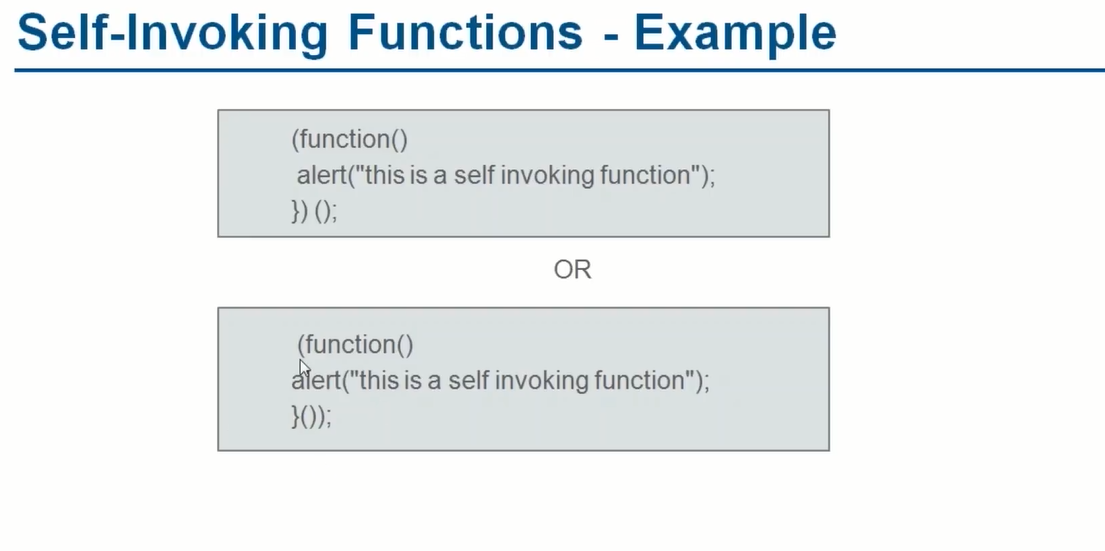 Self-Invoking Functions - Example
(function()
alert("this is a self invoking function");
}) ();
OR
(function()
alert("this is a self invoking function");
}());